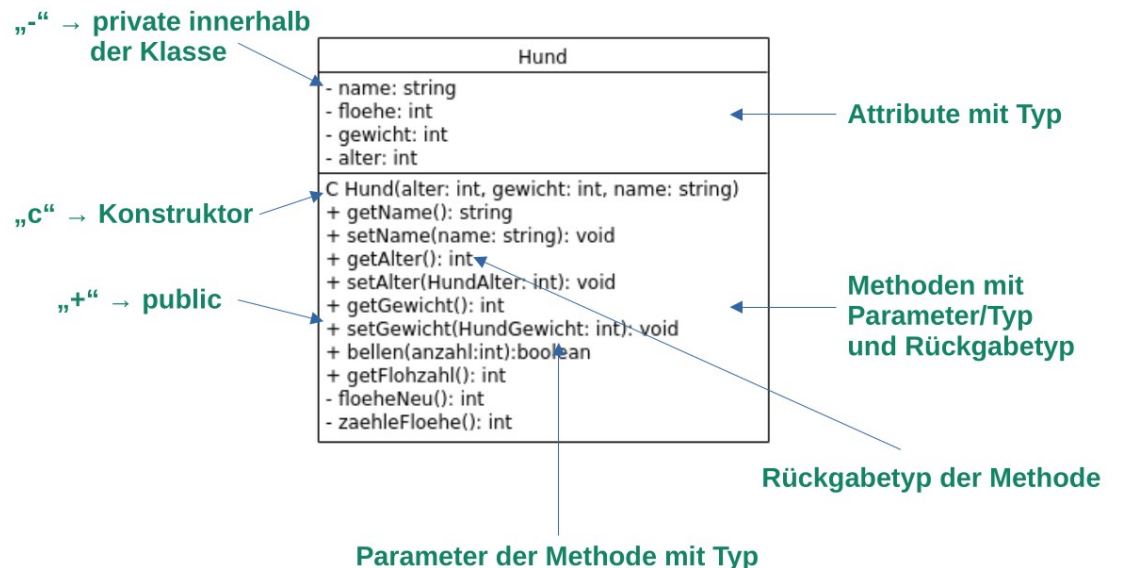 „-“ → private innerhalb
der Klasse
Hund
- name: string
- floehe: int
- gewicht: int
- alter: int
Attribute mit Typ
C Hund(alter: int, gewicht: int, name: string)
+ getName(): string
+ setName(name: string): void
+ getAlter(): int
+ setAlter(HundAlter: int): void
+ getGewicht(): int
+ setGewicht(HundGewicht: int): void
+ bellen(anzahl:int):boolean
+ getFlohzahl(): int
- floeheNeu(): int
- zaehleFloehe(): int
„c“ → Konstruktor
„+“ → public
Methoden mit
Parameter/Typ
und Rückgabetyp
Rückgabetyp der Methode
Parameter der Methode mit Typ